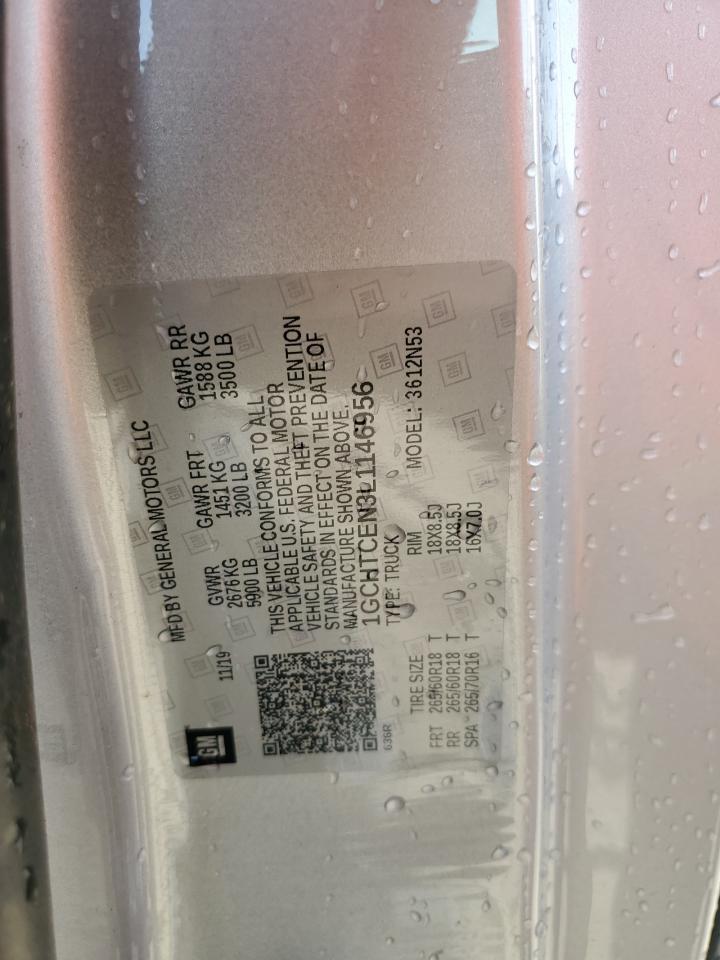 GM
MFD BY GENERAL MOTORS LLC
11/19
GVWR GAWR FRT GAWR RR
2676 KG 1451 KG 1588 KG
5900 LB 3200 LB 3500 LB
THIS VEHICLE CONFORMS TO ALL
APPLICABLE U.S. FEDERAL MOTOR
VEHICLE SAFETY AND THEFT PREVENTION
STANDARDS IN EFFECT ON THE DATE OF
MANUFACTURE SHOWN ABOVE.
1GCHTCEN3L1146956
636R
TYPE: TRUCK MODEL: 3612N53
TIRE SIZE RIM
FRT 265/60R18 T 18X8.5J
RR 265/60R18 T 18X8.5J
SPA 265/70R16 T 16X7.0J